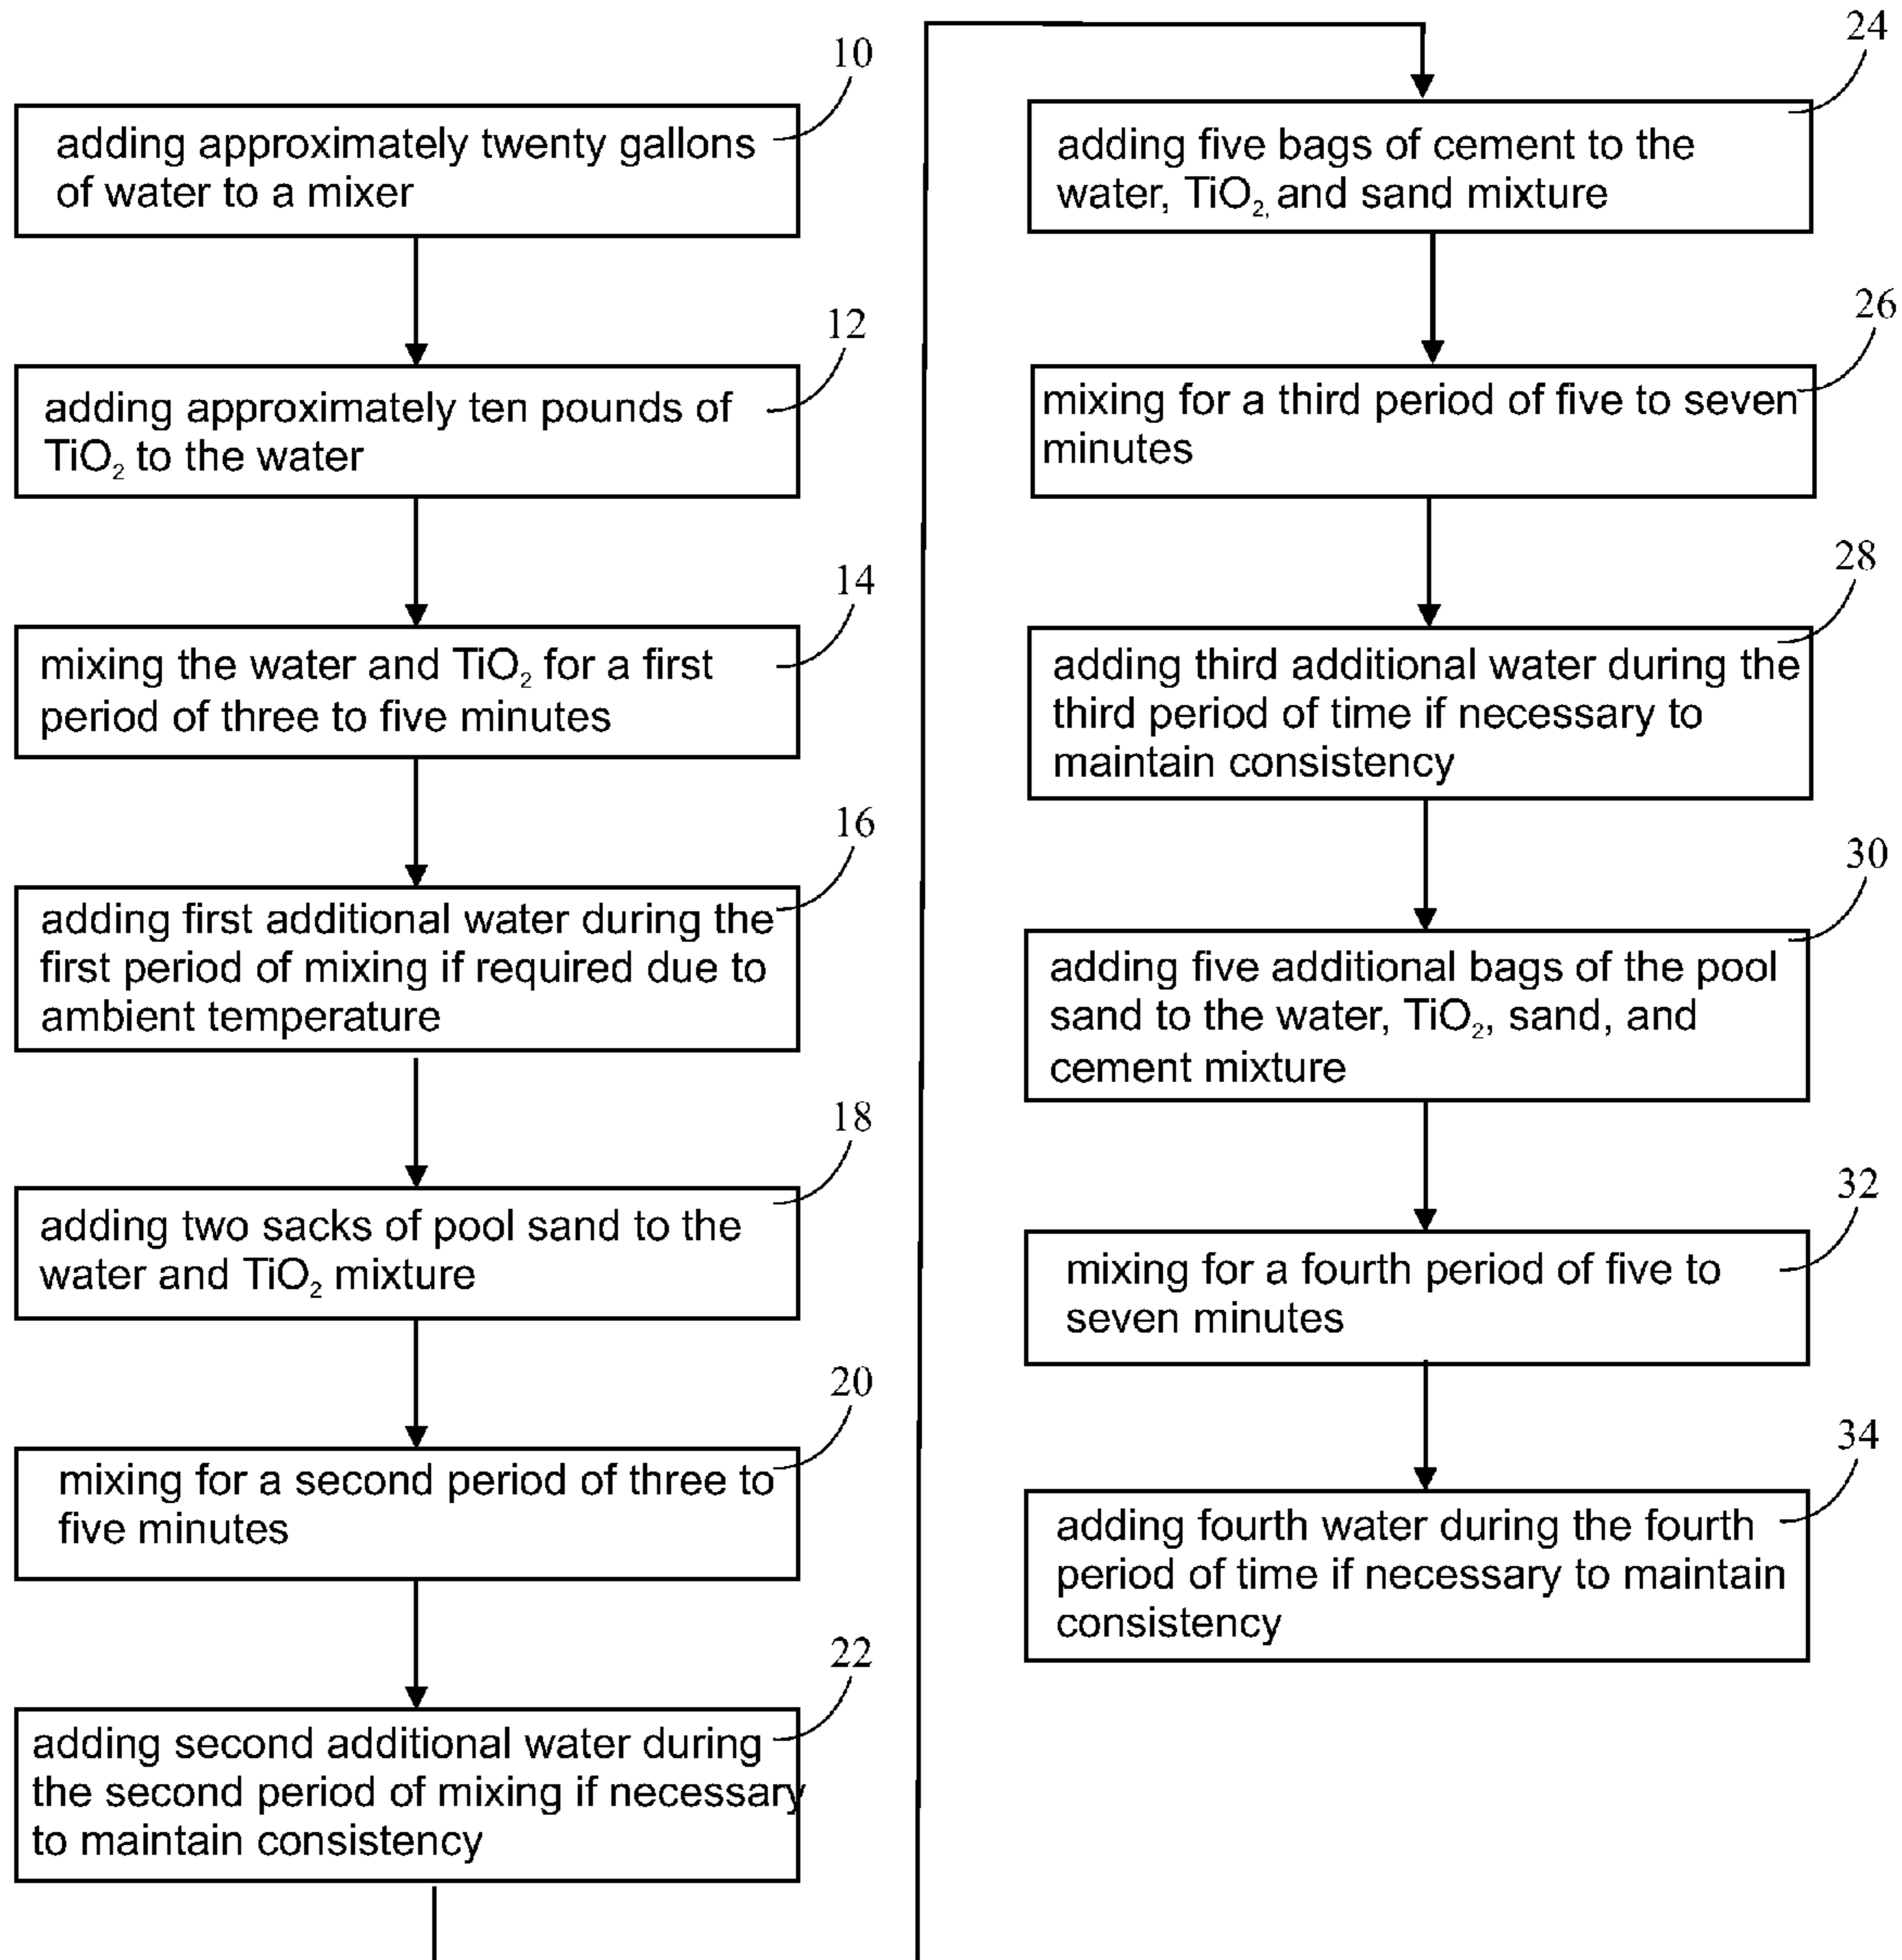 10
adding approximately twenty gallons
of water to a mixer
12
adding approximately ten pounds of
TiO₂ to the water
14
mixing the water and TiO₂ for a first
period of three to five minutes
16
adding first additional water during the
first period of mixing if required due to
ambient temperature
18
adding two sacks of pool sand to the
water and TiO₂ mixture
20
mixing for a second period of three to
five minutes
22
adding second additional water during
the second period of mixing if necessary
to maintain consistency
24
adding five bags of cement to the
water, TiO₂, and sand mixture
26
mixing for a third period of five to seven
minutes
28
adding third additional water during the
third period of time if necessary to
maintain consistency
30
adding five additional bags of the pool
sand to the water, TiO₂, sand, and
cement mixture
32
mixing for a fourth period of five to
seven minutes
34
adding fourth water during the fourth
period of time if necessary to maintain
consistency